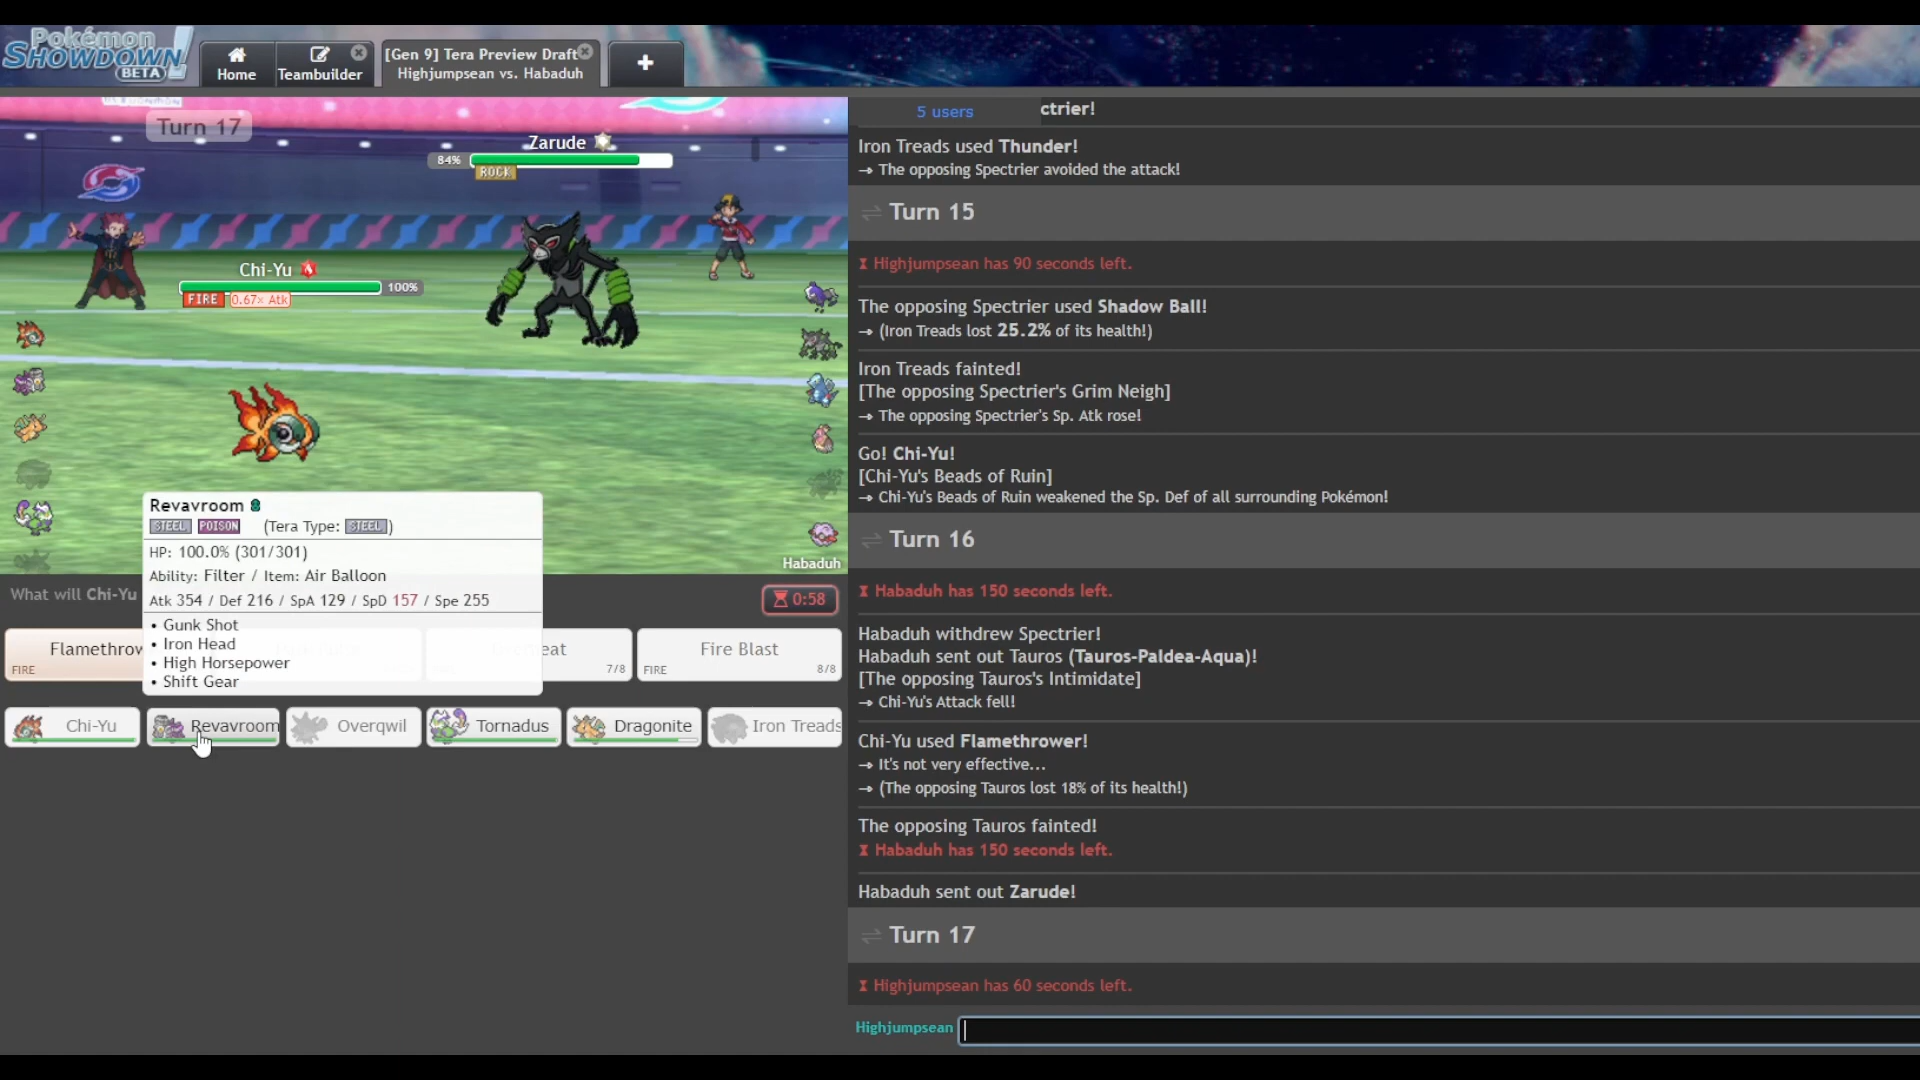 Pokémon
SHOWDOWN!
BETA
Home
Teambuilder
[Gen 9] Tera Preview Draft
Highjumpsean vs. Habaduh
Turn 17
Zarude
84%
ROCK
Chi-Yu
100%
FIRE 0.67× Atk
Habaduh
Revavroom
STEEL POISON (Tera Type: STEEL)
HP: 100.0% (301/301)
Ability: Filter / Item: Air Balloon
Atk 354 / Def 216 / SpA 129 / SpD 157 / Spe 255
• Gunk Shot
• Iron Head
• High Horsepower
• Shift Gear
What will Chi-Yu
0:58
Flamethrow
FIRE
eat
7/8
Fire Blast
FIRE 8/8
Chi-Yu
Revavroom
Overqwil
Tornadus
Dragonite
Iron Treads
5 users
ctrier!
Iron Treads used Thunder!
→ The opposing Spectrier avoided the attack!
Turn 15
Highjumpsean has 90 seconds left.
The opposing Spectrier used Shadow Ball!
→ (Iron Treads lost 25.2% of its health!)
Iron Treads fainted!
[The opposing Spectrier's Grim Neigh]
→ The opposing Spectrier's Sp. Atk rose!
Go! Chi-Yu!
[Chi-Yu's Beads of Ruin]
→ Chi-Yu's Beads of Ruin weakened the Sp. Def of all surrounding Pokémon!
Turn 16
Habaduh has 150 seconds left.
Habaduh withdrew Spectrier!
Habaduh sent out Tauros (Tauros-Paldea-Aqua)!
[The opposing Tauros's Intimidate]
→ Chi-Yu's Attack fell!
Chi-Yu used Flamethrower!
→ It's not very effective...
→ (The opposing Tauros lost 18% of its health!)
The opposing Tauros fainted!
Habaduh has 150 seconds left.
Habaduh sent out Zarude!
Turn 17
Highjumpsean has 60 seconds left.
Highjumpsean